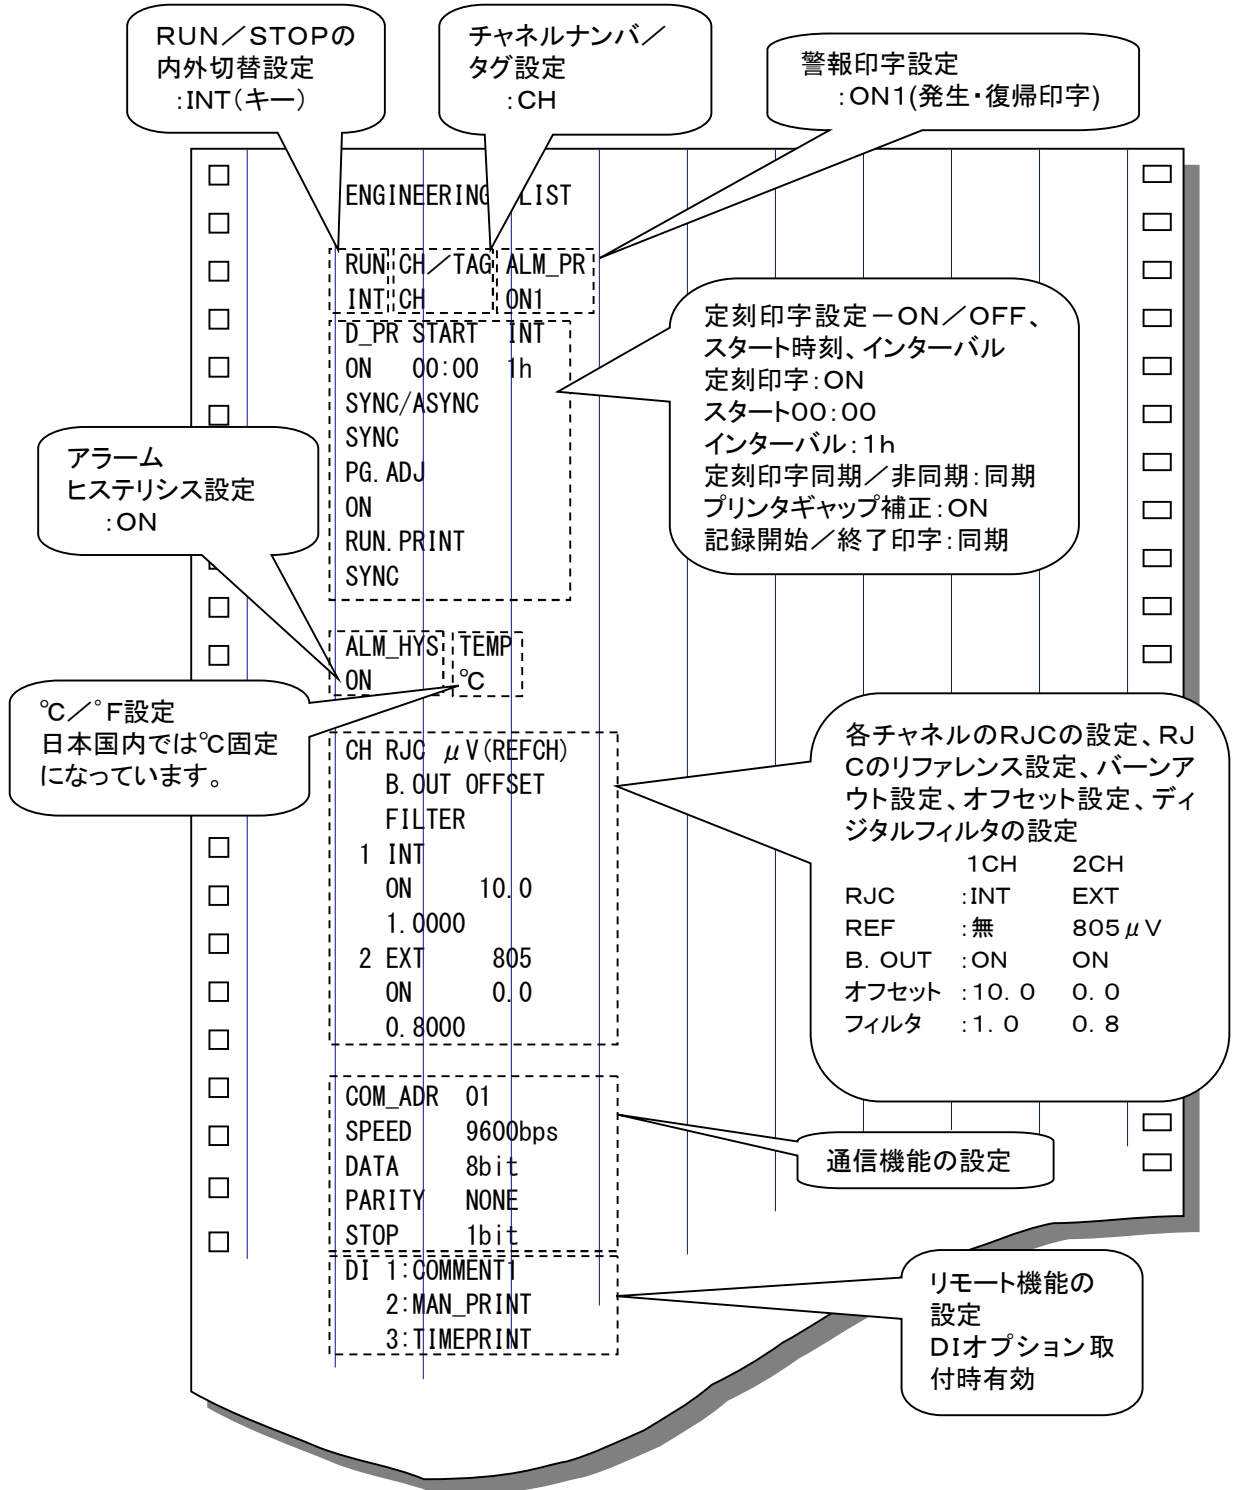 RUN／STOPの
内外切替設定
:INT(キー)
チャネルナンバ／
タグ設定
:CH
警報印字設定
:ON1(発生・復帰印字)
ENGINEERING LIST
RUN CH／TAG ALM_PR
INT CH ON1
D_PR START INT
ON 00:00 1h
SYNC/ASYNC
SYNC
PG.ADJ
ON
RUN.PRINT
SYNC
定刻印字設定－ON／OFF、
スタート時刻、インターバル
定刻印字:ON
スタート00:00
インターバル:1h
定刻印字同期／非同期:同期
プリンタギャップ補正:ON
記録開始／終了印字:同期
アラーム
ヒステリシス設定
:ON
ALM_HYS TEMP
ON ℃
℃／°F設定
日本国内では℃固定
になっています。
CH RJC μV(REFCH)
B.OUT OFFSET
FILTER
1 INT
ON 10.0
1.0000
2 EXT 805
ON 0.0
0.8000
各チャネルのRJCの設定、RJ
Cのリファレンス設定、バーンア
ウト設定、オフセット設定、ディ
ジタルフィルタの設定
1CH 2CH
RJC :INT EXT
REF :無 805μV
B.OUT :ON ON
オフセット :10.0 0.0
フィルタ :1.0 0.8
COM_ADR 01
SPEED 9600bps
DATA 8bit
PARITY NONE
STOP 1bit
通信機能の設定
DI 1:COMMENT1
2:MAN_PRINT
3:TIMEPRINT
リモート機能の
設定
DIオプション取
付時有効